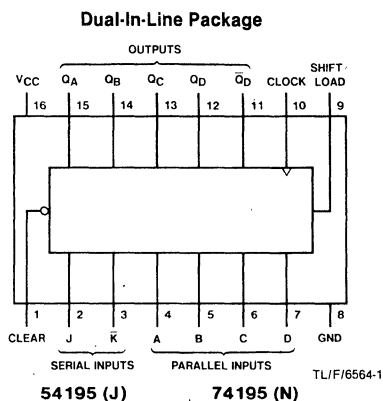 Dual-In-Line Package
OUTPUTS
VCC QA QB QC QD Q̅D CLOCK SHIFT LOAD
16 15 14 13 12 11 10 9
1 2 3 4 5 6 7 8
CLEAR J K̅ A B C D GND
SERIAL INPUTS PARALLEL INPUTS
TL/F/6564-1
54195 (J) 74195 (N)